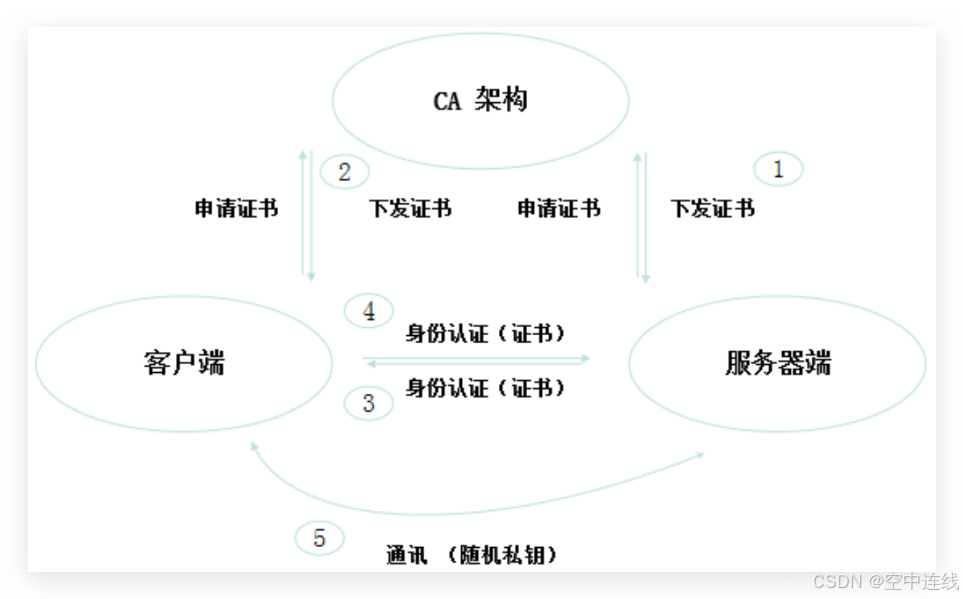 CA 架构
1
2
申请证书
下发证书
申请证书
下发证书
4
身份认证（证书）
客户端
服务器端
身份认证（证书）
3
5
通讯 （随机私钥）
CSDN @空中连线